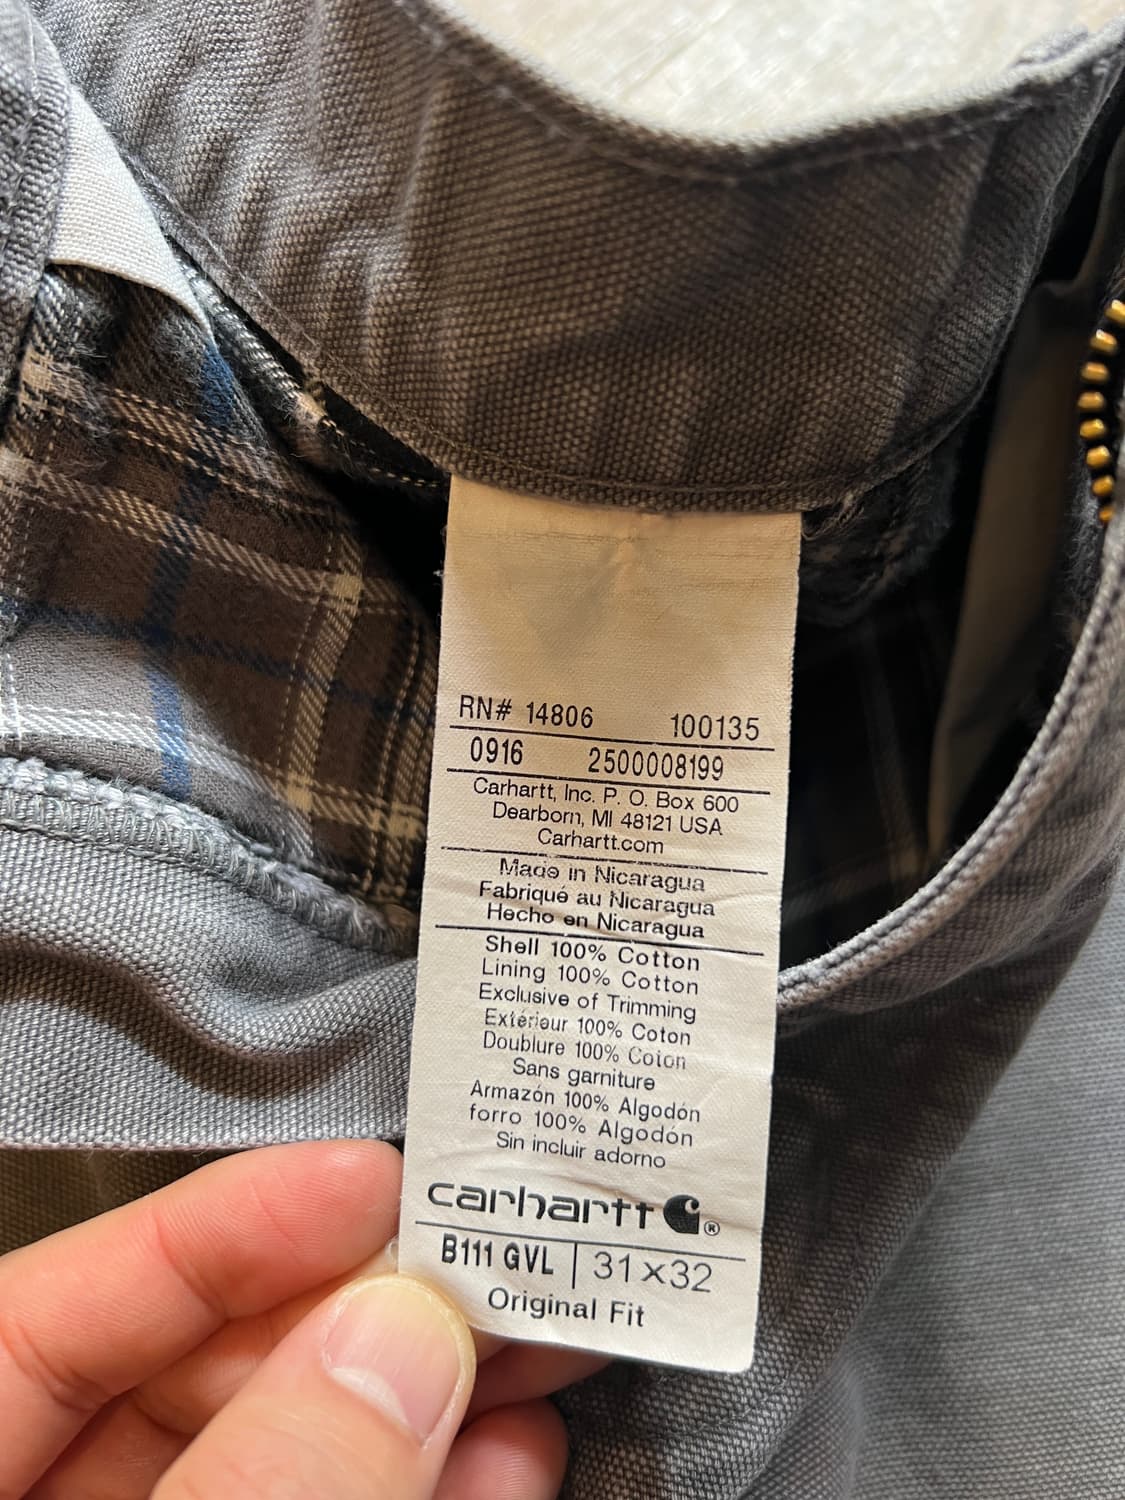 RN# 14806 100135
0916 2500008199
Carhartt, Inc. P. O. Box 600
Dearborn, MI 48121 USA
Carhartt.com
Made in Nicaragua
Fabriqué au Nicaragua
Hecho en Nicaragua
Shell 100% Cotton
Lining 100% Cotton
Exclusive of Trimming
Extérieur 100% Coton
Doublure 100% Coton
Sans garniture
Armazón 100% Algodón
forro 100% Algodón
Sin incluir adorno
carhartt ®
B111 GVL | 31x32
Original Fit